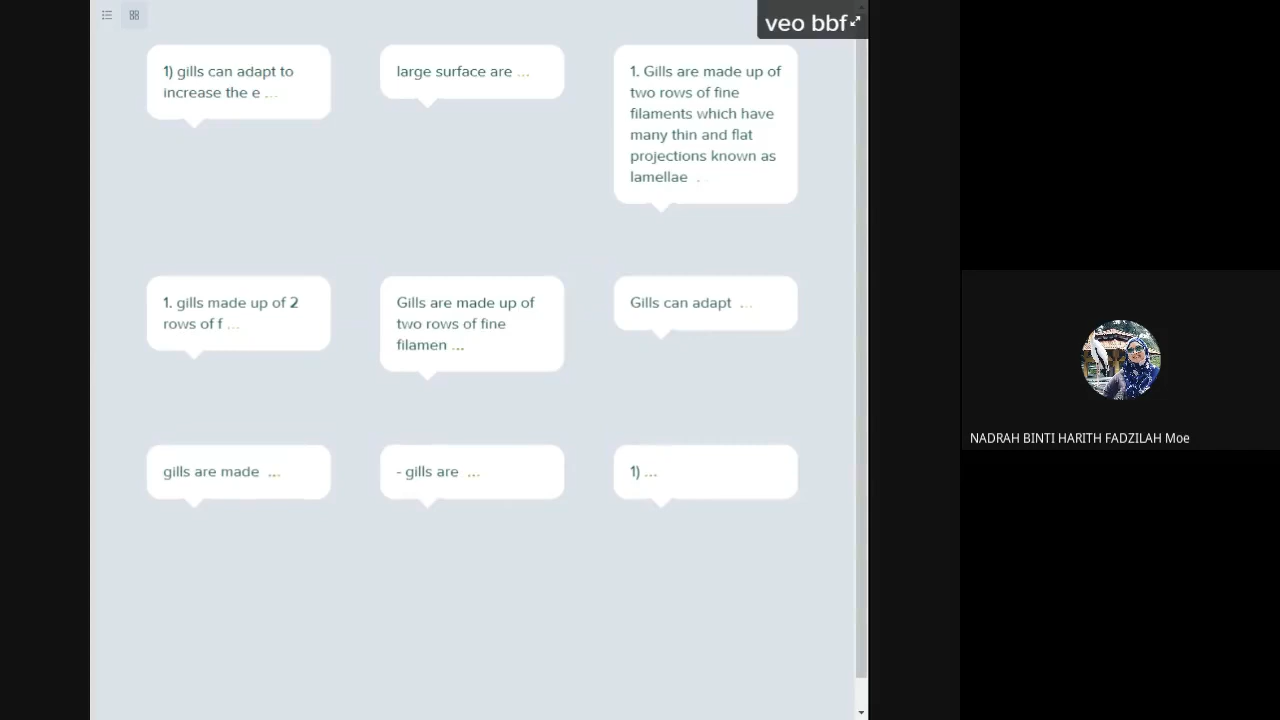 veo bbf
1) gills can adapt to
increase the e ...
large surface are ...
1. Gills are made up of
two rows of fine
filaments which have
many thin and flat
projections known as
lamellae .
1. gills made up of 2
rows of f ...
Gills are made up of
two rows of fine
filamen ...
Gills can adapt ...
gills are made ...
- gills are ...
1) ...
NADRAH BINTI HARITH FADZILAH Moe